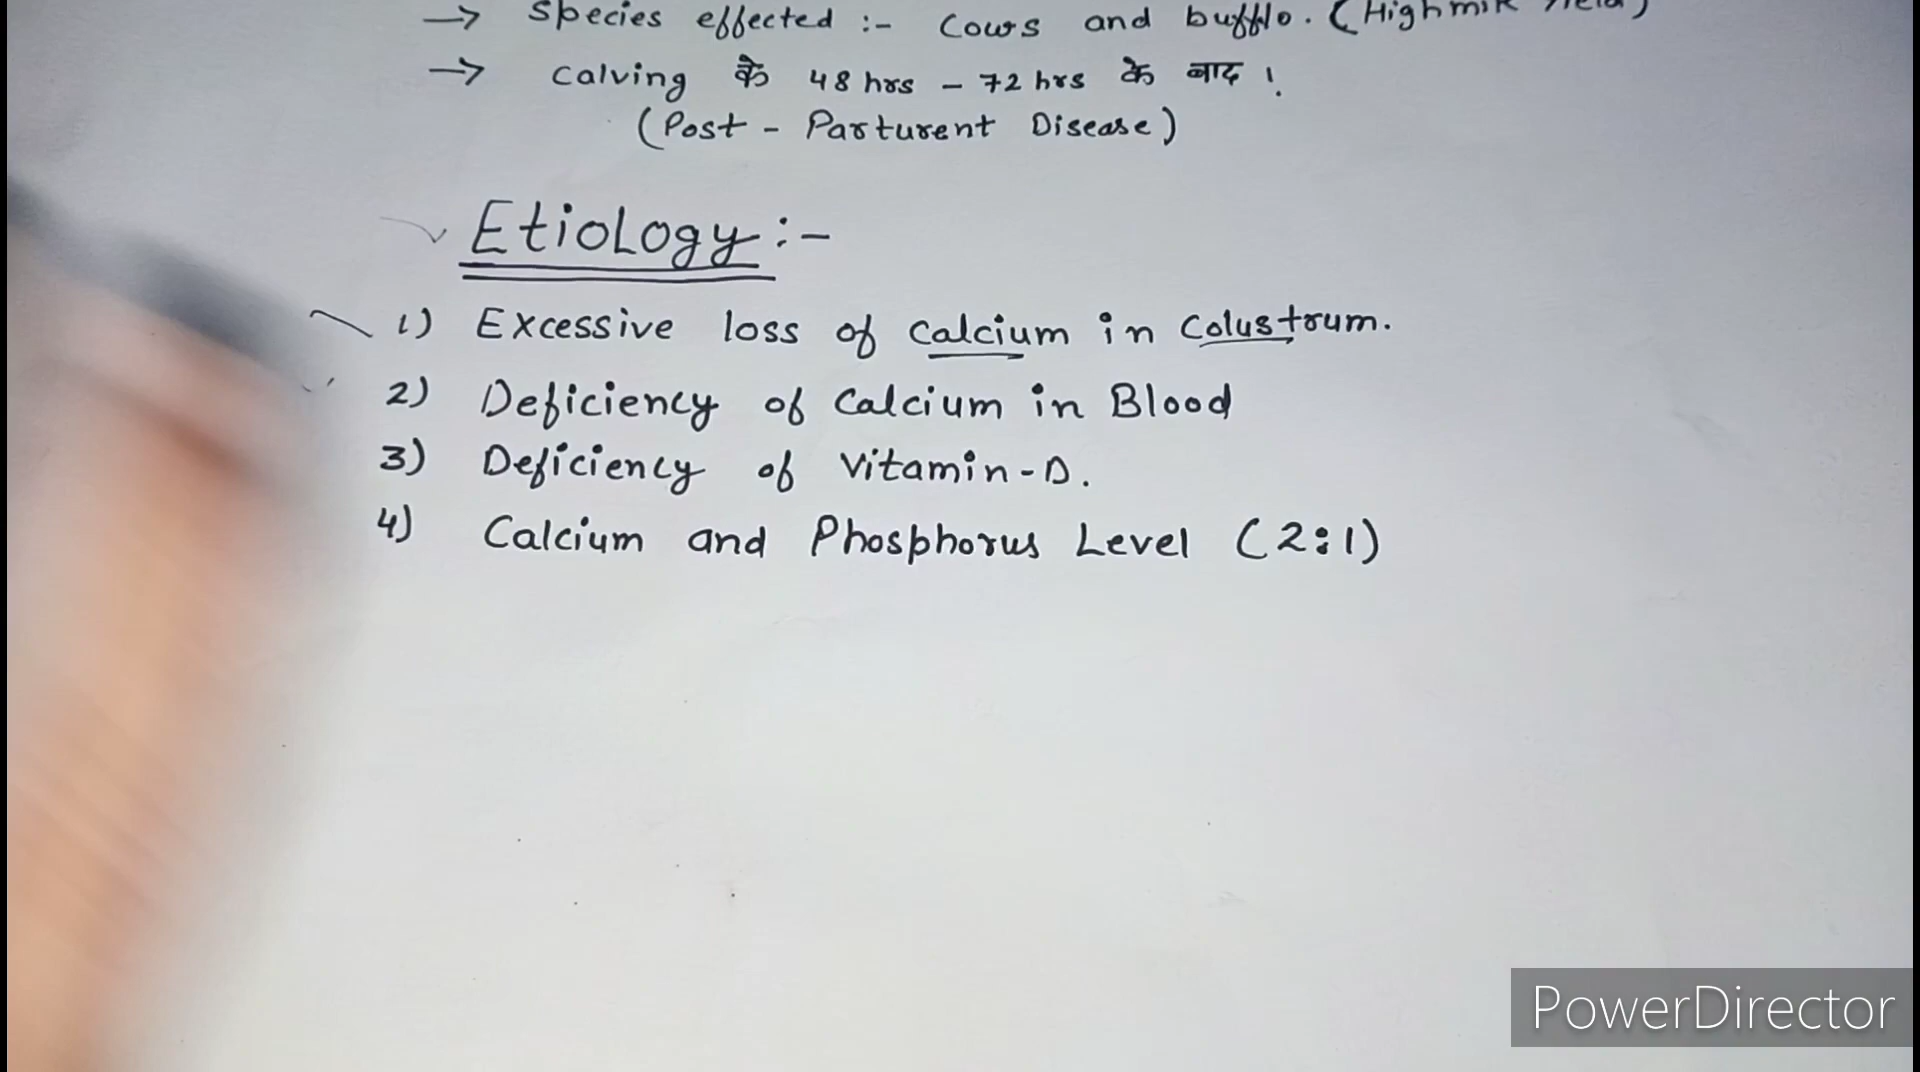 → Species effected :- Cows and bufflo. (High milk Yield)
→ Calving के 48 hrs - 72 hrs के बाद ।
(Post - Parturent Disease)
Etiology :-
1) Excessive loss of Calcium in Colustrum.
2) Deficiency of Calcium in Blood
3) Deficiency of Vitamin-D.
4) Calcium and Phosphorus Level (2:1)
PowerDirector